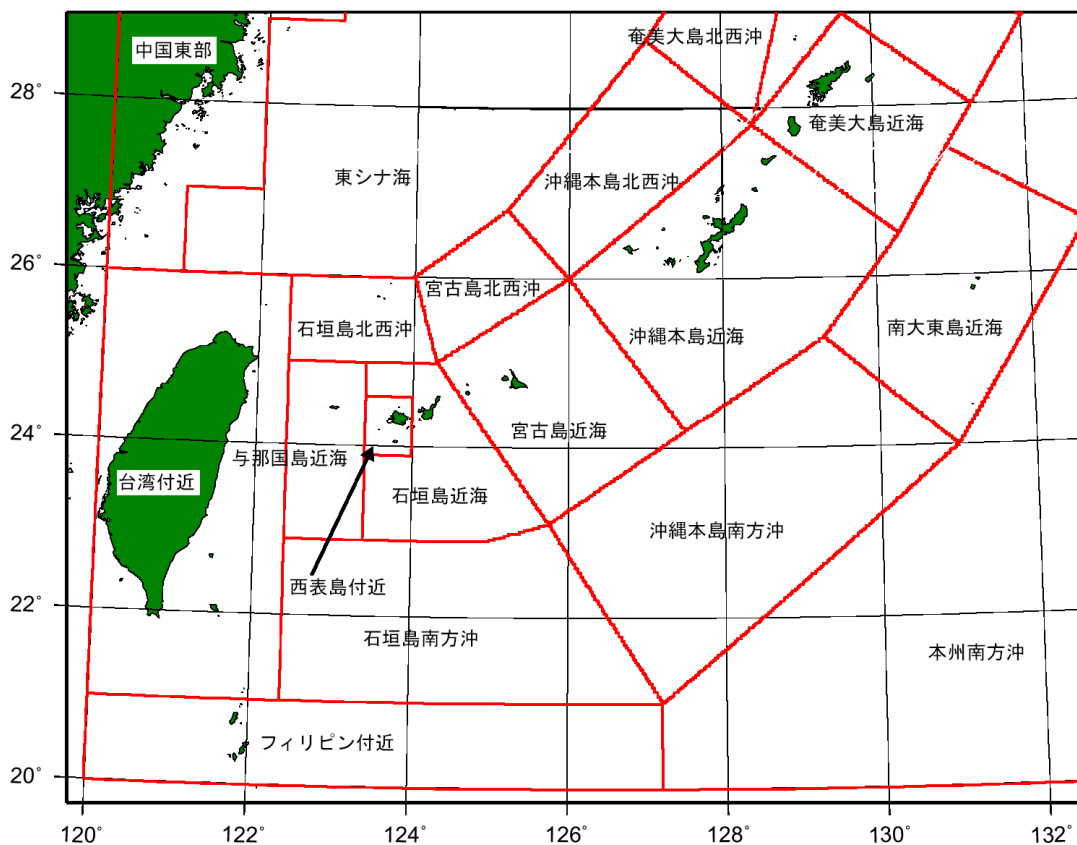 奄美大島北西沖
中国東部
28°
奄美大島近海
東シナ海
沖縄本島北西沖
26°
宮古島北西沖
石垣島北西沖
沖縄本島近海
南大東島近海
24°
宮古島近海
与那国島近海
台湾付近
石垣島近海
沖縄本島南方沖
西表島付近
22°
石垣島南方沖
本州南方沖
フィリピン付近
20°
120° 122° 124° 126° 128° 130° 132°